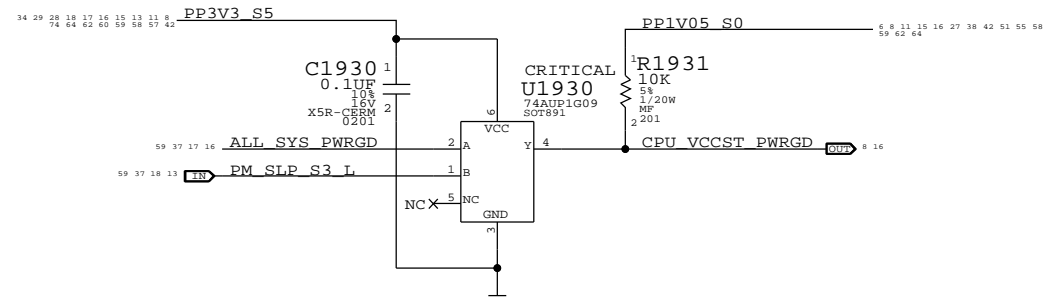 34 29 28 18 17 16 15 13 11 8
74 64 62 60 59 58 57 42
PP3V3_S5
PP1V05_S0
6 8 11 15 16 27 38 42 51 55 58
59 62 64
C1930
0.1UF
10%
16V
X5R-CERM
0201
1
2
CRITICAL
U1930
74AUP1G09
SOT891
6
VCC
1
R1931
10K
5%
1/20W
MF
201
2
59 37 17 16
ALL_SYS_PWRGD
2
A
Y
4
CPU_VCCST_PWRGD
OUT
8 16
59 37 18 13
IN
PM_SLP_S3_L
1
B
NC
5
NC
GND
3